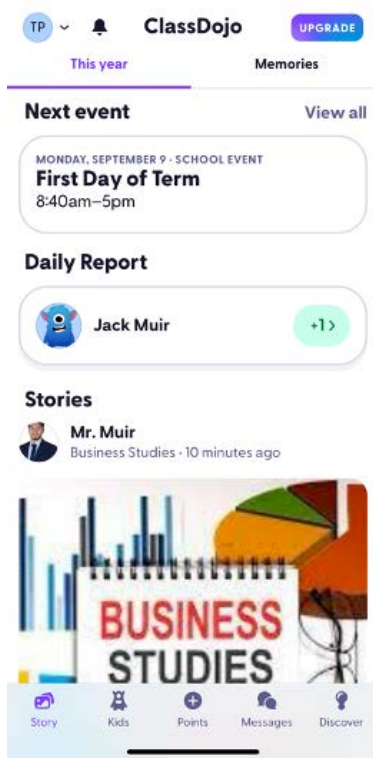 TP
ClassDojo
UPGRADE
This year
Memories
Next event
View all
MONDAY, SEPTEMBER 9 · SCHOOL EVENT
First Day of Term
8:40am–5pm
Daily Report
Jack Muir
+1 >
Stories
Mr. Muir
Business Studies · 10 minutes ago
BUSINESS
STUDIES
Story
Kids
Points
Messages
Discover